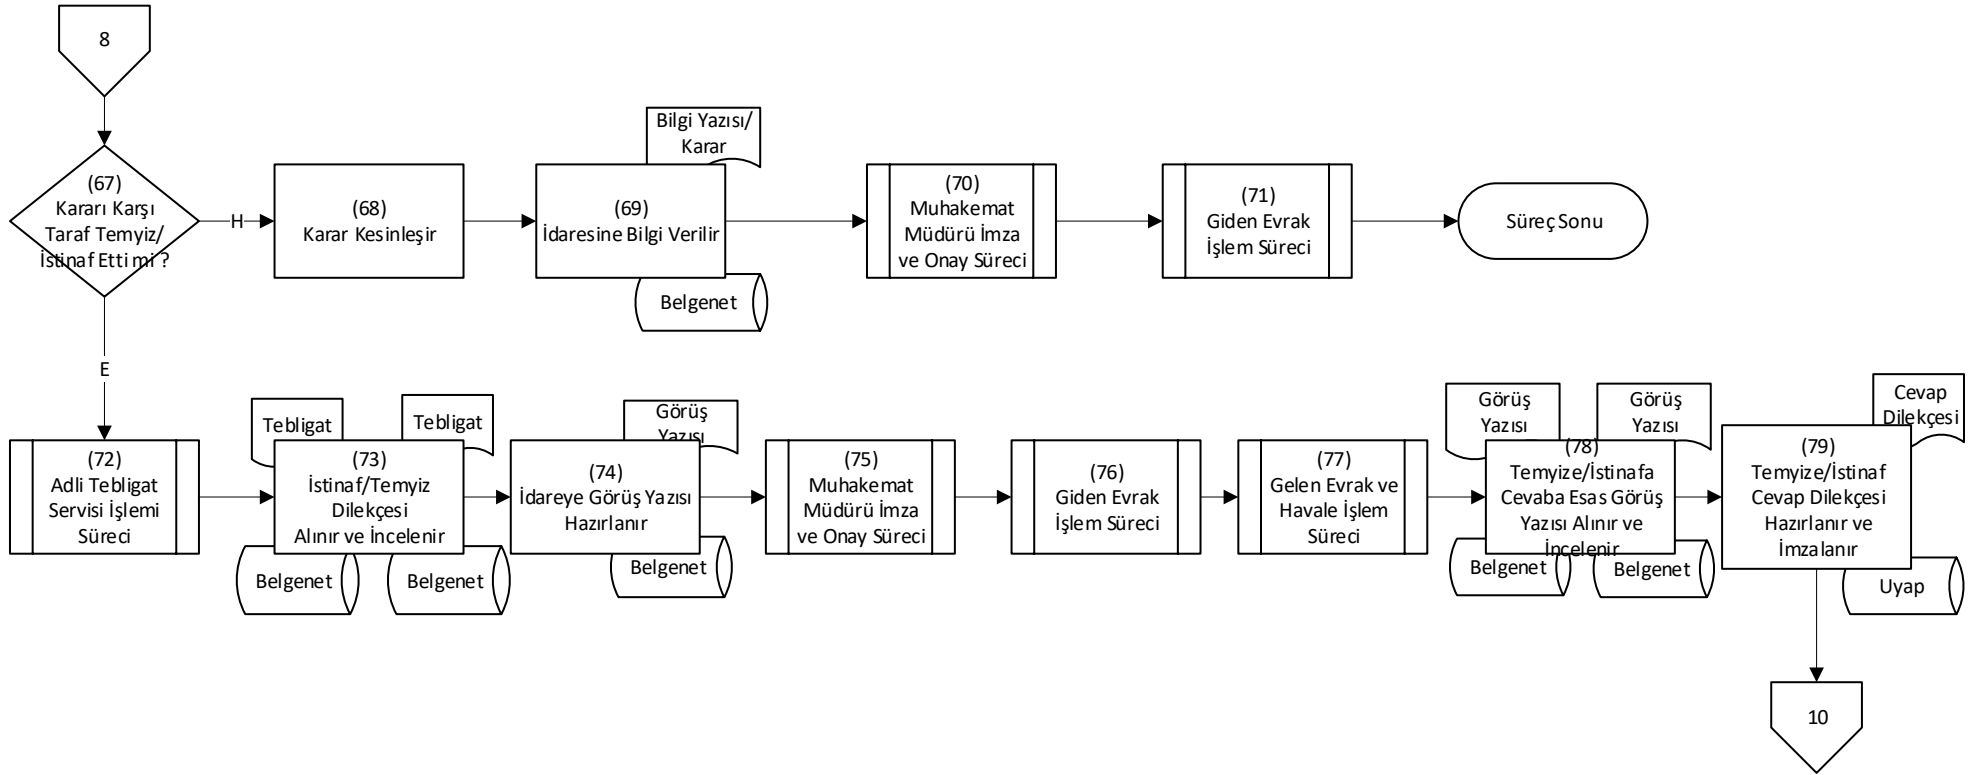 8
(67)
Kararı Karşı
Taraf Temyiz/
İstinaf Etti mi ?
H
(68)
Karar Kesinleşir
Bilgi Yazısı/
Karar
(69)
İdaresine Bilgi Verilir
Belgenet
(70)
Muhakemat
Müdürü İmza
ve Onay Süreci
(71)
Giden Evrak
İşlem Süreci
Süreç Sonu
E
(72)
Adli Tebligat
Servisi İşlemi
Süreci
Tebligat
Tebligat
(73)
İstinaf/Temyiz
Dilekçesi
Alınır ve İncelenir
Belgenet
Belgenet
Görüş
Yazısı
(74)
İdareye Görüş Yazısı
Hazırlanır
Belgenet
(75)
Muhakemat
Müdürü İmza
ve Onay Süreci
(76)
Giden Evrak
İşlem Süreci
(77)
Gelen Evrak ve
Havale İşlem
Süreci
Görüş
Yazısı
Görüş
Yazısı
(78)
Temyize/İstinafa
Cevaba Esas Görüş
Yazısı Alınır ve
İncelenir
Belgenet
Belgenet
Cevap
Dilekçesi
(79)
Temyize/İstinaf
Cevap Dilekçesi
Hazırlanır ve
İmzalanır
Uyap
10